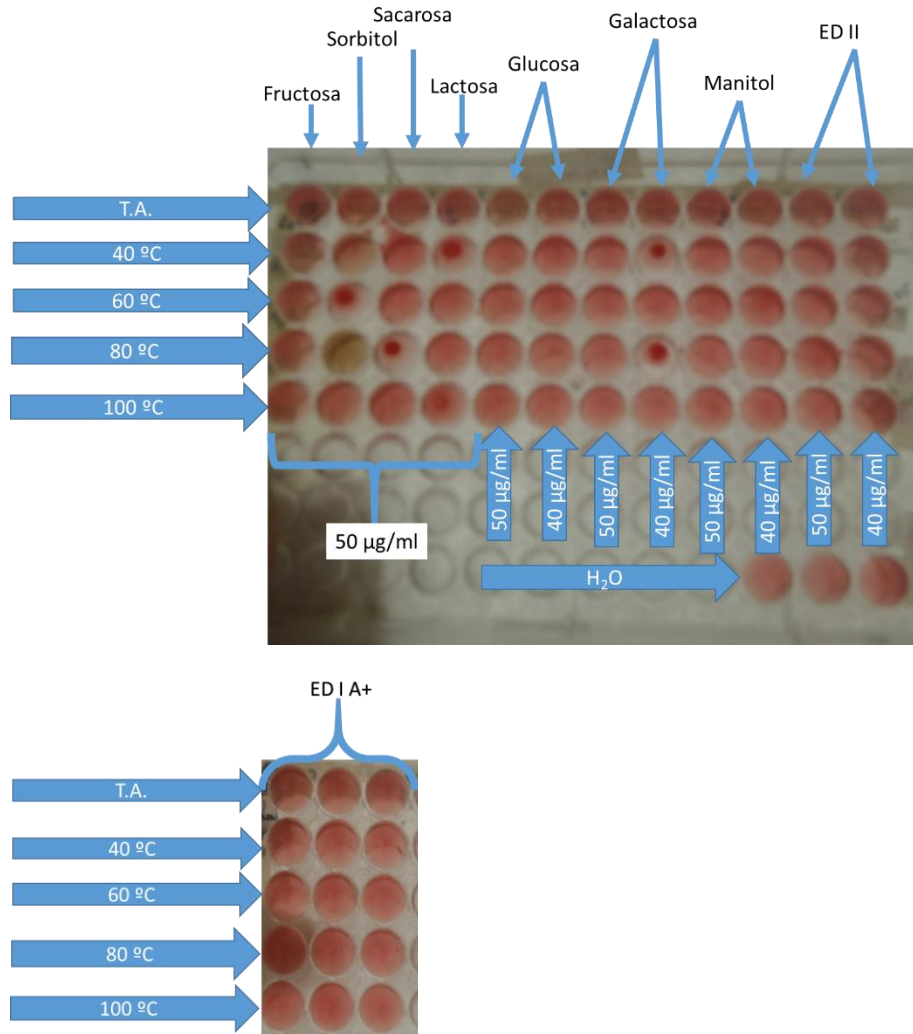 Sacarosa
Sorbitol
Galactosa
ED II
Glucosa
Manitol
Fructosa
Lactosa
T.A.
40 ºC
60 ºC
80 ºC
100 ºC
50 µg/ml
50 µg/ml
40 µg/ml
50 µg/ml
40 µg/ml
50 µg/ml
40 µg/ml
50 µg/ml
40 µg/ml
H₂O
ED I A+
T.A.
40 ºC
60 ºC
80 ºC
100 ºC